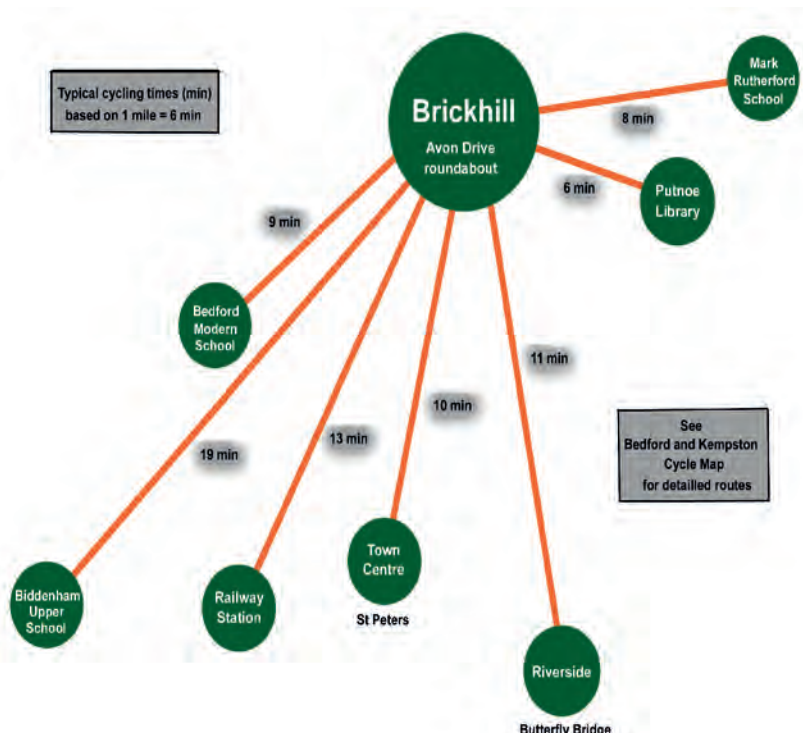 Typical cycling times (min)
based on 1 mile = 6 min
Brickhill
Avon Drive
roundabout
Mark
Rutherford
School
8 min
6 min
Putnoe
Library
9 min
Bedford
Modern
School
11 min
10 min
13 min
19 min
See
Bedford and Kempston
Cycle Map
for detailled routes
Town
Centre
St Peters
Biddenham
Upper
School
Railway
Station
Riverside
Butterfly Bridge